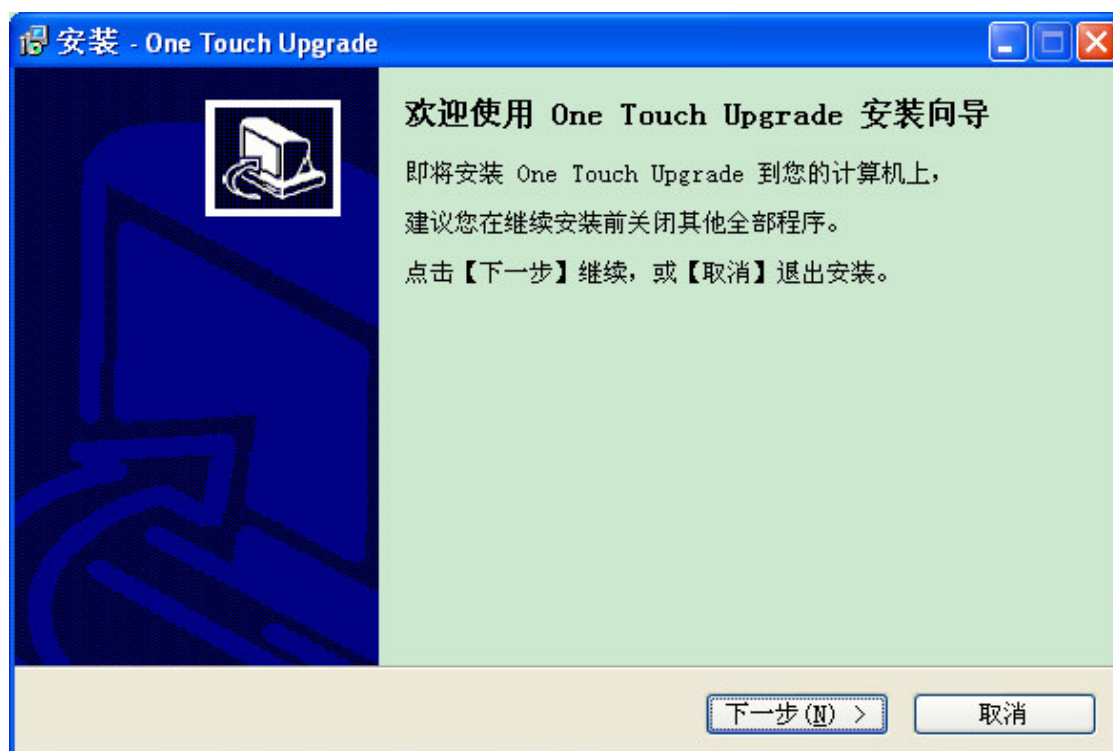 安装 - One Touch Upgrade
欢迎使用 One Touch Upgrade 安装向导
即将安装 One Touch Upgrade 到您的计算机上，
建议您在继续安装前关闭其他全部程序。
点击【下一步】继续，或【取消】退出安装。
下一步(N) >
取消